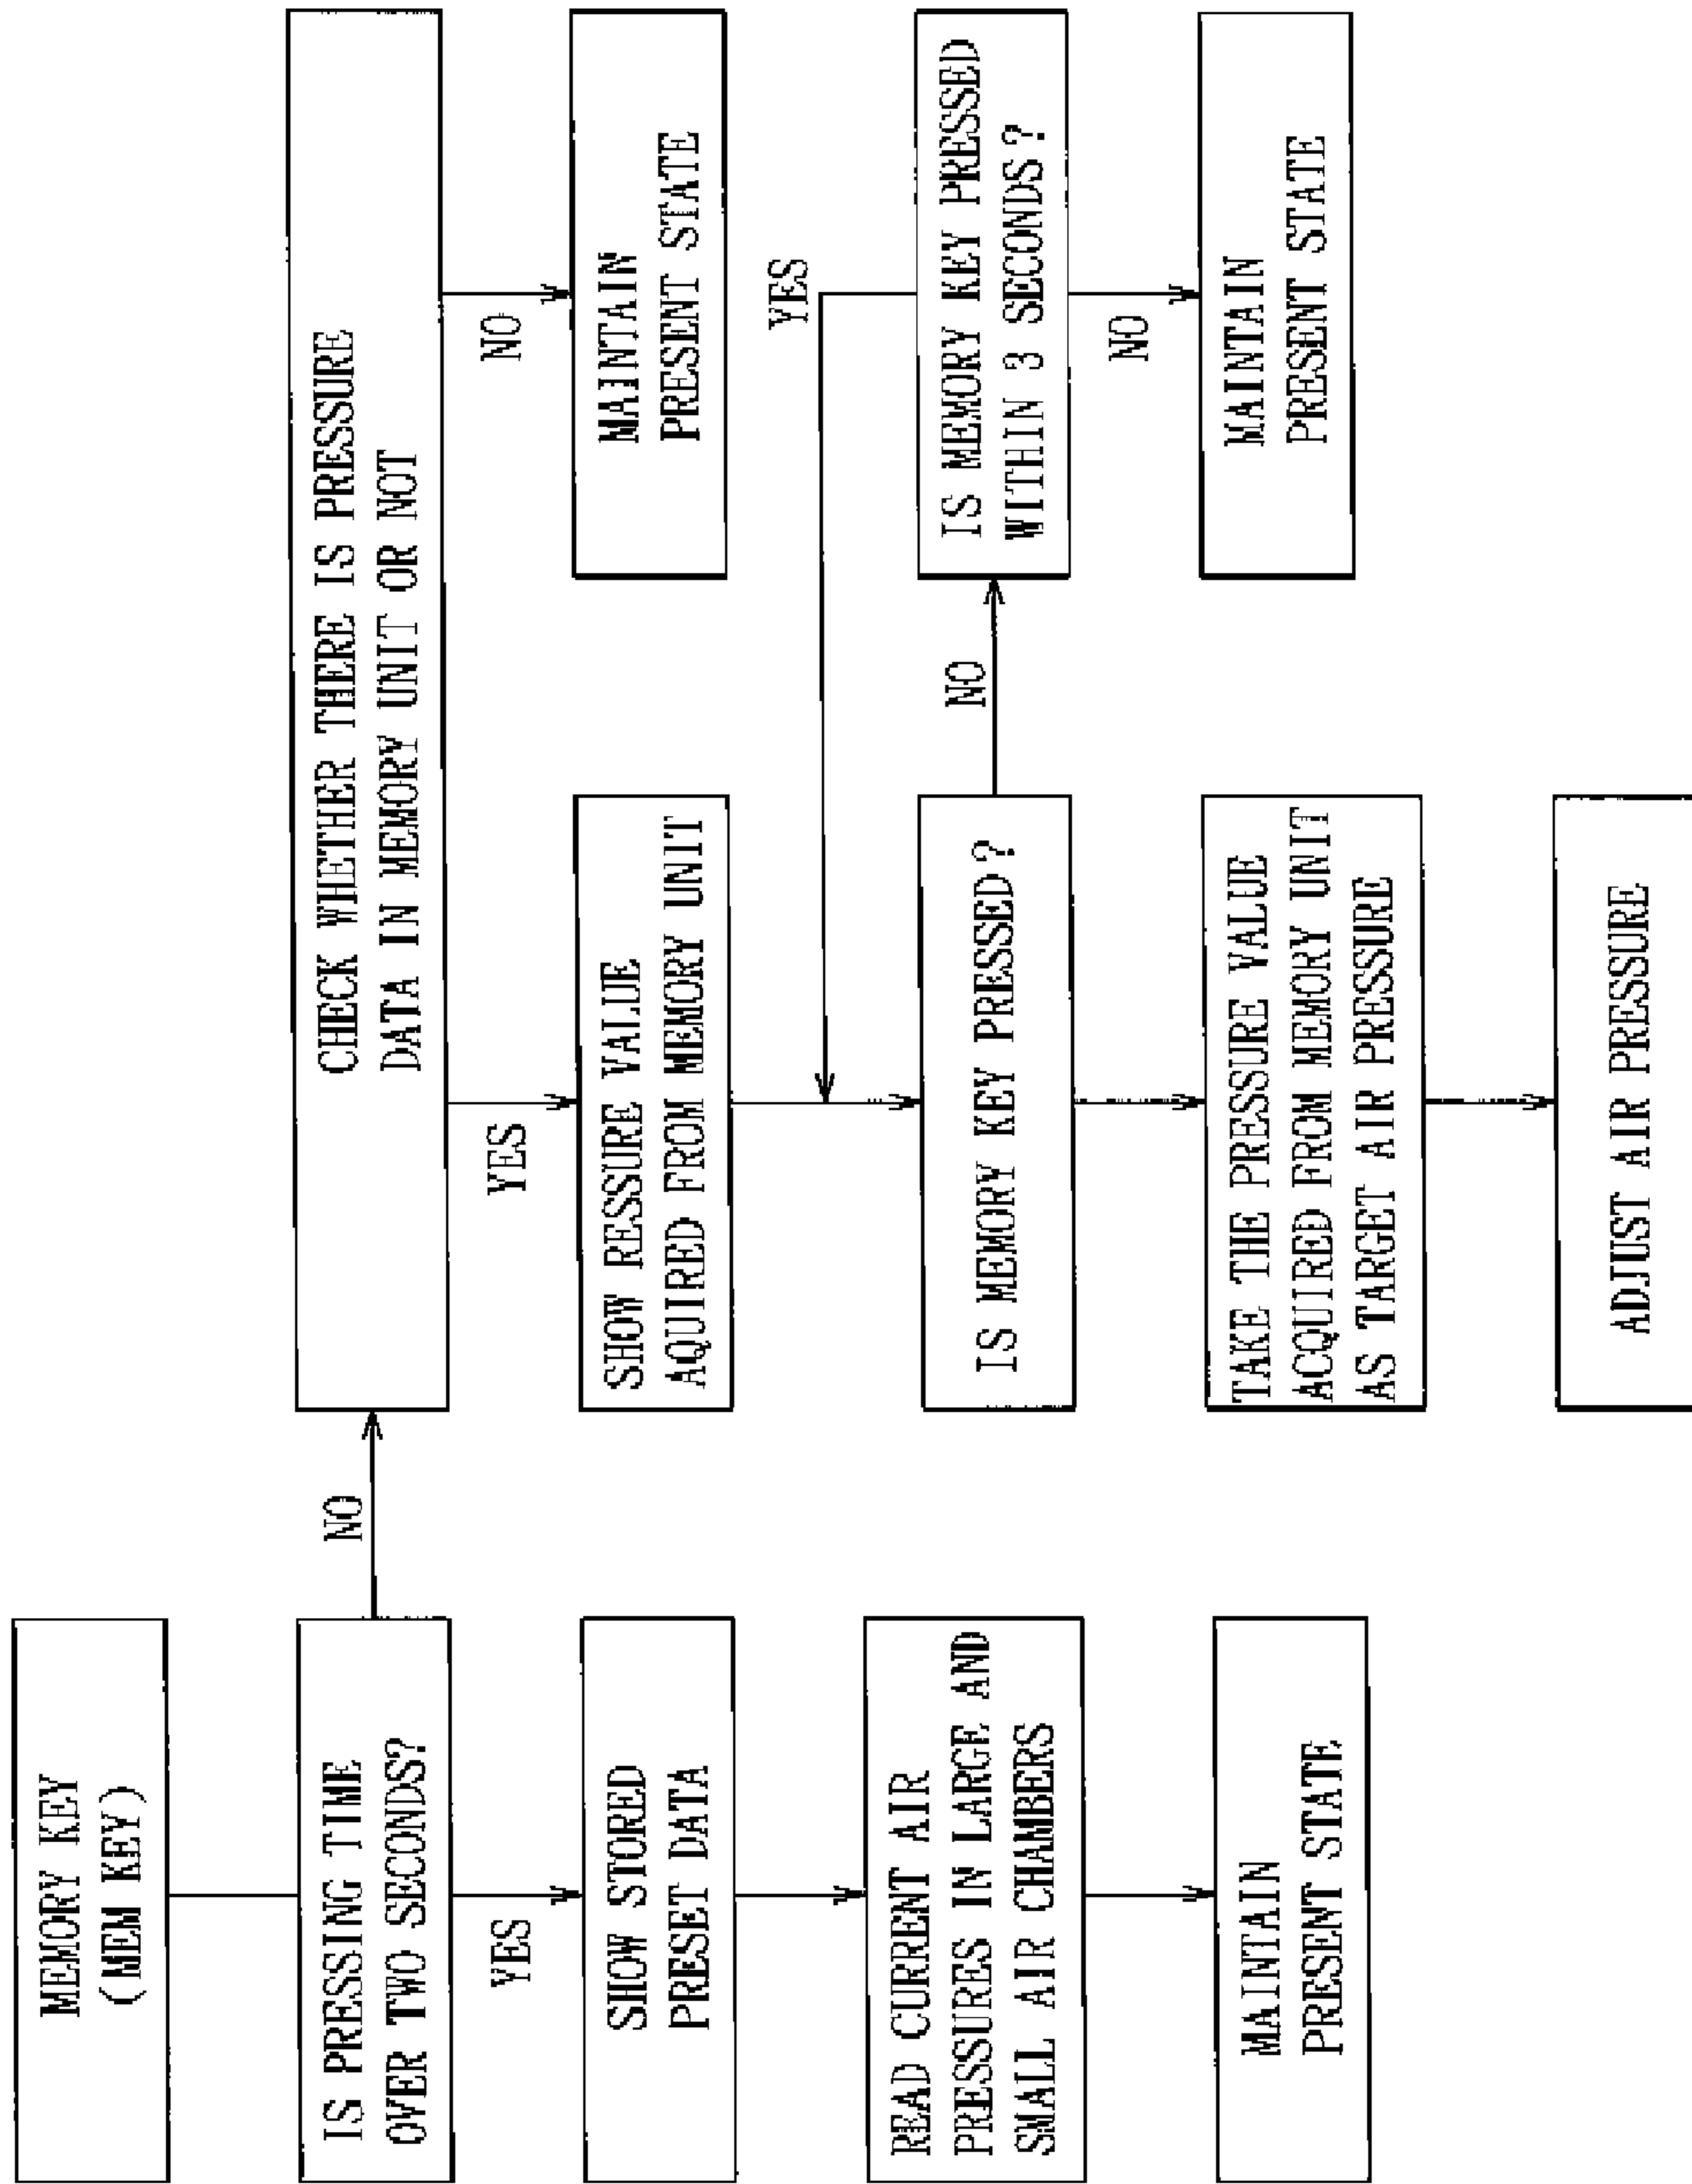 MEMORY KEY
(MEM KEY)
IS PRESSING TIME
OVER TWO SECONDS?
NO
YES
SHOW STORED
PRESET DATA
READ CURRENT AIR
PRESSURES IN LARGE AND
SMALL AIR CHAMBERS
MAINTAIN
PRESENT STATE
CHECK WHETHER THERE IS PRESSURE
DATA IN MEMORY UNIT OR NOT
YES
NO
SHOW RESSURE VALUE
AQUIRED FROM MEMORY UNIT
MAINTAIN
PRESENT STATE
YES
IS MEMORY KEY PRESSED?
NO
IS MEMORY KEY PRESSED
WITHIN 3 SECONDS?
NO
TAKE THE PRESSURE VALUE
ACQUIRED FROM MEMORY UNIT
AS TARGET AIR PRESSURE
MAINTAIN
PRESENT STATE
ADJUST AIR PRESSURE